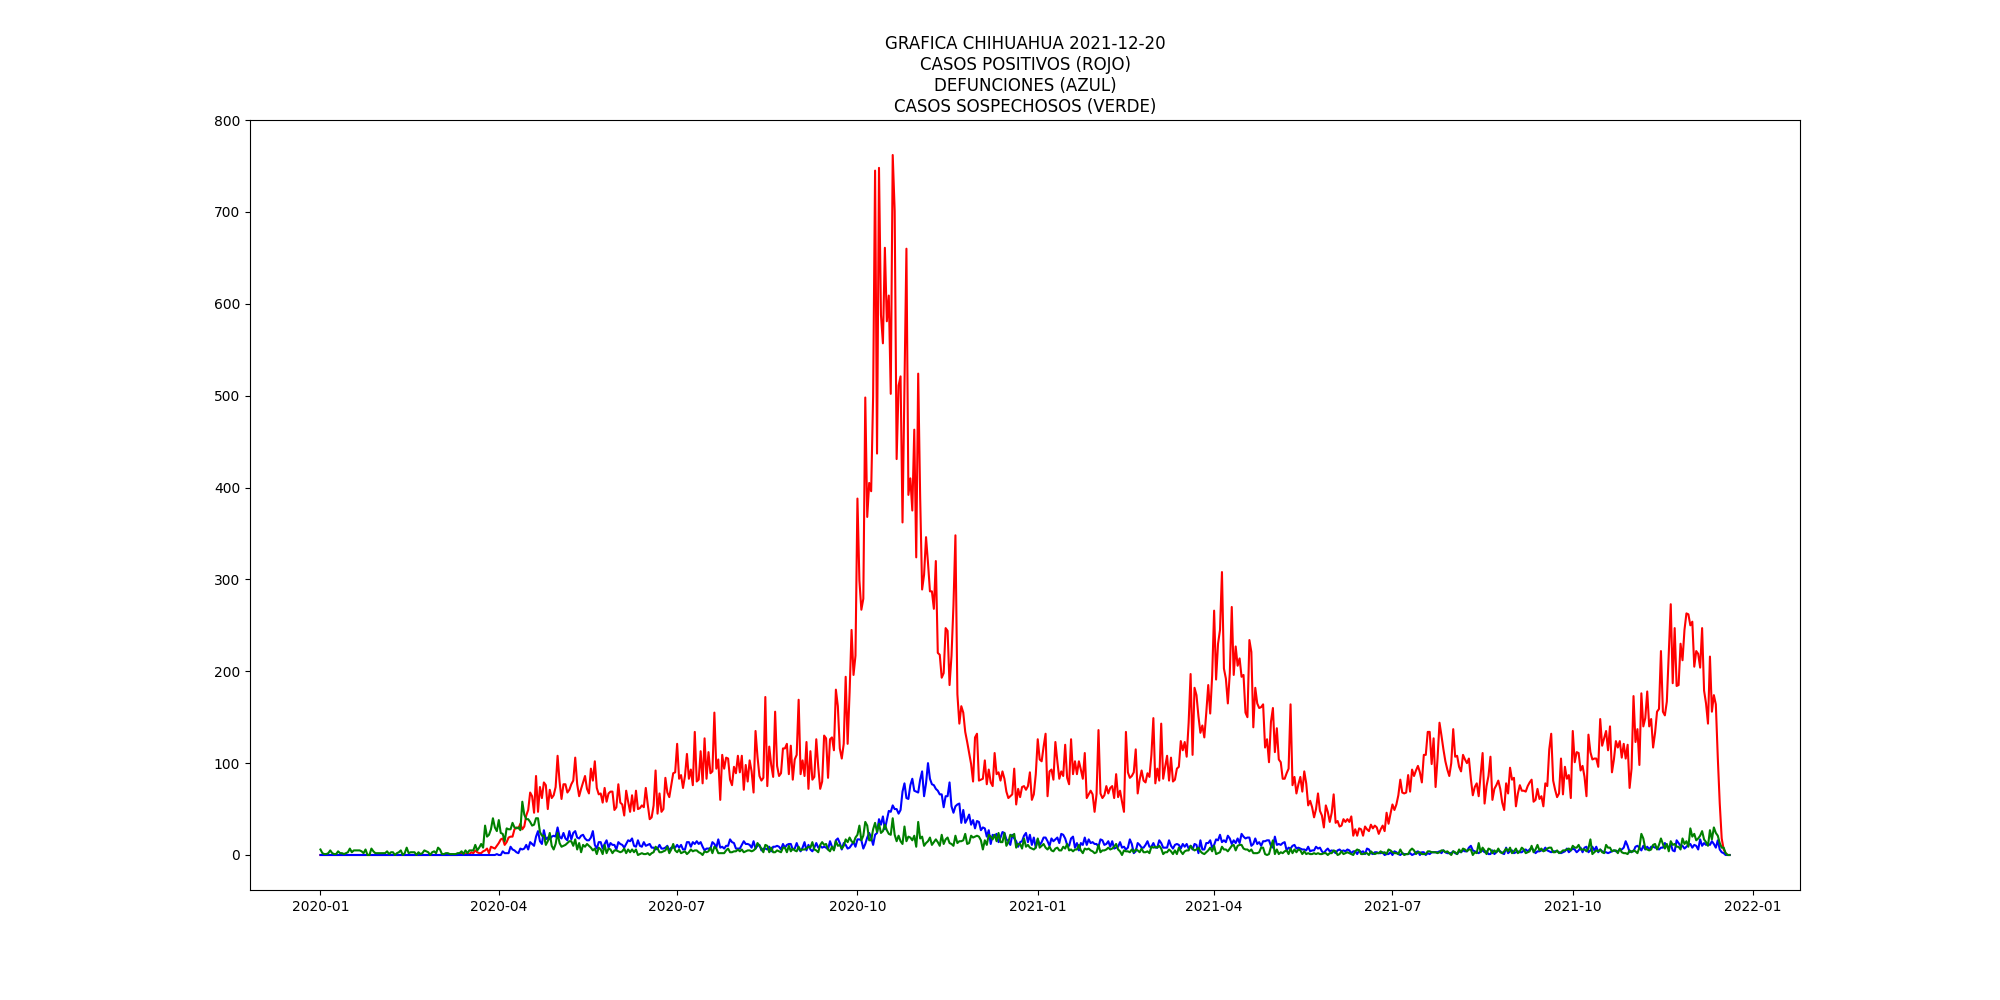 GRAFICA CHIHUAHUA 2021-12-20
CASOS POSITIVOS (ROJO)
DEFUNCIONES (AZUL)
CASOS SOSPECHOSOS (VERDE)
800
700
600
500
400
300
200
100
0
2020-01 2020-04 2020-07 2020-10 2021-01 2021-04 2021-07 2021-10 2022-01